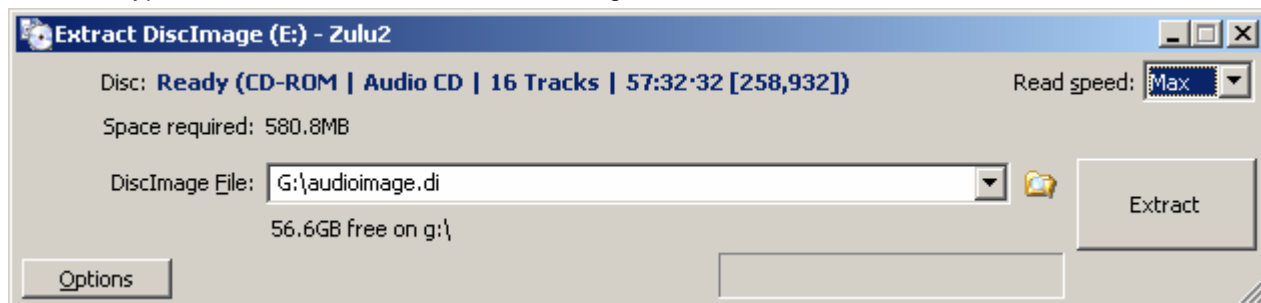 Extract DiscImage (E:) - Zulu2
Disc: Ready (CD-ROM | Audio CD | 16 Tracks | 57:32·32 [258,932]) Read speed: Max
Space required: 580.8MB
DiscImage File: G:\audioimage.di
Extract
56.6GB free on g:\
Options